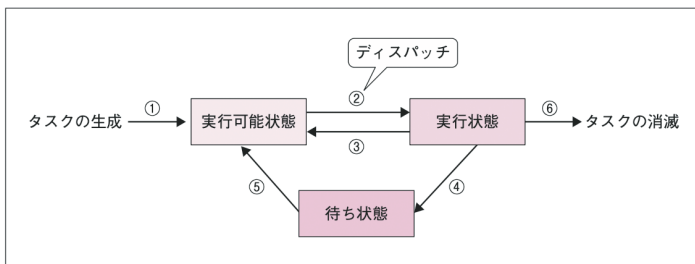 ディスパッチ
タスクの生成
①
実行可能状態
②
③
実行状態
⑥
タスクの消滅
⑤
④
待ち状態